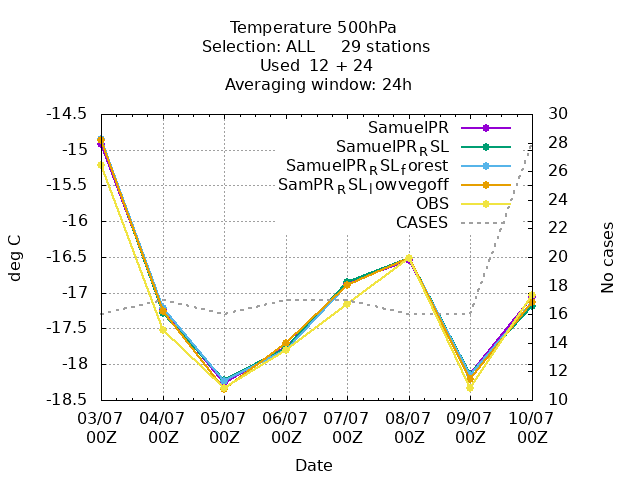 Temperature 500hPa
Selection: ALL     29 stations
Used  12 + 24
Averaging window: 24h
-14.5
-15
-15.5
-16
-16.5
-17
-17.5
-18
-18.5
deg C
SamuelPR
SamuelPR_RSL
SamuelPR_RSL_forest
SamPR_RSL_lowvegoff
OBS
CASES
30
28
26
24
22
20
18
16
14
12
10
No cases
03/07 04/07 05/07 06/07 07/07 08/07 09/07 10/07
00Z 00Z 00Z 00Z 00Z 00Z 00Z 00Z
Date